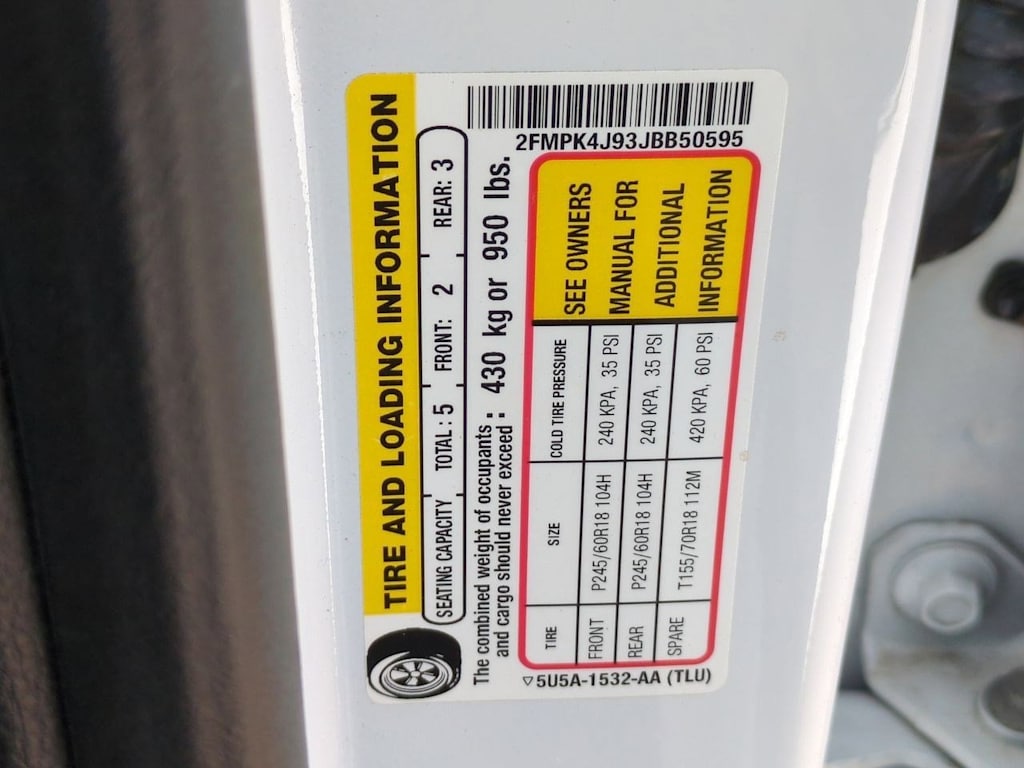 TIRE AND LOADING INFORMATION
SEATING CAPACITY TOTAL: 5 FRONT: 2 REAR: 3
The combined weight of occupants
and cargo should never exceed : 430 kg or 950 lbs.
TIRE SIZE COLD TIRE PRESSURE
FRONT P245/60R18 104H 240 KPA, 35 PSI
REAR P245/60R18 104H 240 KPA, 35 PSI
SPARE T155/70R18 112M 420 KPA, 60 PSI
SEE OWNERS
MANUAL FOR
ADDITIONAL
INFORMATION
5U5A-1532-AA (TLU)
2FMPK4J93JBB50595